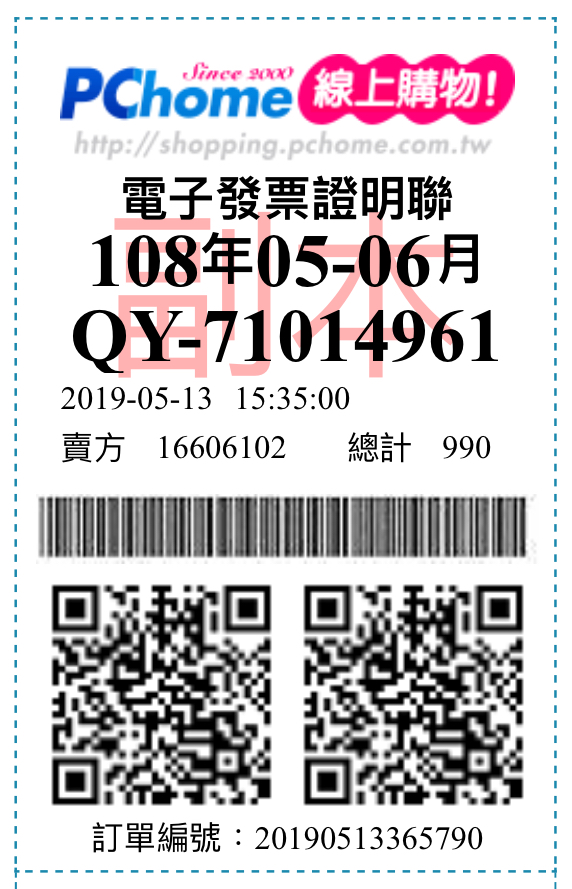 Since 2000
PChome 線上購物!
http://shopping.pchome.com.tw
電子發票證明聯
副本
108年05-06月
QY-71014961
2019-05-13 15:35:00
賣方 16606102 總計 990
訂單編號：20190513365790